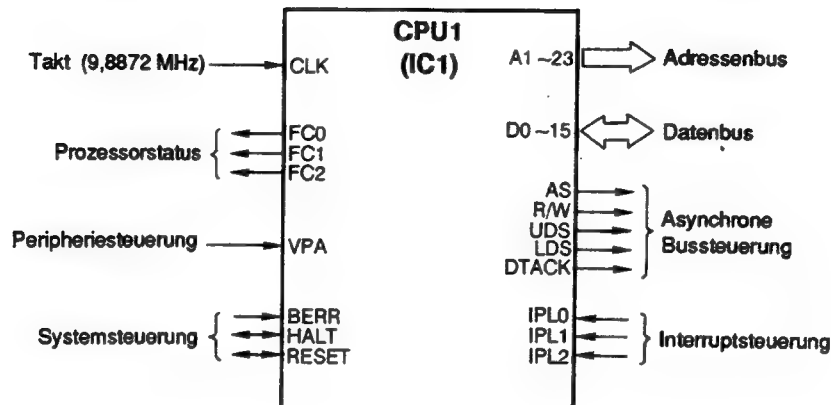 CPU1
(IC1)
Takt (9,8872 MHz)
CLK
A1 ~23
Adressenbus
Prozessorstatus
FC0
FC1
FC2
D0 ~15
Datenbus
Peripheriesteuerung
VPA
AS
R/W
UDS
LDS
DTACK
Asynchrone
Bussteuerung
Systemsteuerung
BERR
HALT
RESET
IPL0
IPL1
IPL2
Interruptsteuerung